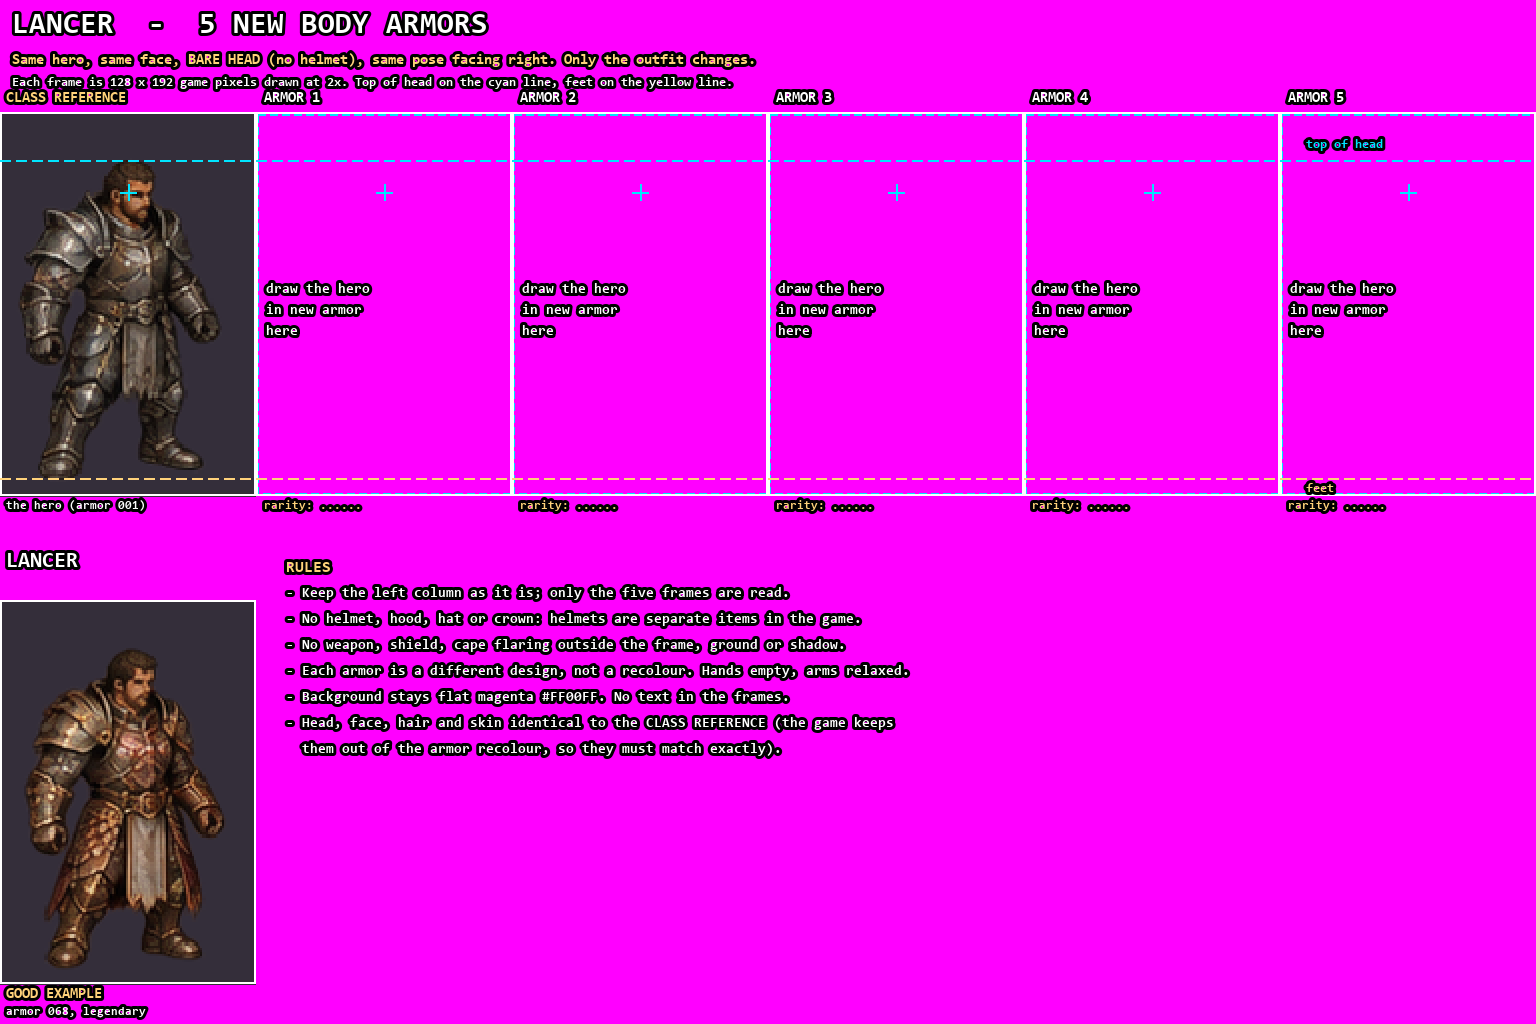 LANCER - 5 NEW BODY ARMORS
Same hero, same face, BARE HEAD (no helmet), same pose facing right. Only the outfit changes.
Each frame is 128 x 192 game pixels drawn at 2x. Top of head on the cyan line, feet on the yellow line.
CLASS REFERENCE
ARMOR 1
ARMOR 2
ARMOR 3
ARMOR 4
ARMOR 5
top of head
draw the hero
in new armor
here
draw the hero
in new armor
here
draw the hero
in new armor
here
draw the hero
in new armor
here
draw the hero
in new armor
here
feet
the hero (armor 001)
rarity: ......
rarity: ......
rarity: ......
rarity: ......
rarity: ......
LANCER
RULES
- Keep the left column as it is; only the five frames are read.
- No helmet, hood, hat or crown: helmets are separate items in the game.
- No weapon, shield, cape flaring outside the frame, ground or shadow.
- Each armor is a different design, not a recolour. Hands empty, arms relaxed.
- Background stays flat magenta #FF00FF. No text in the frames.
- Head, face, hair and skin identical to the CLASS REFERENCE (the game keeps
them out of the armor recolour, so they must match exactly).
GOOD EXAMPLE
armor 068, legendary